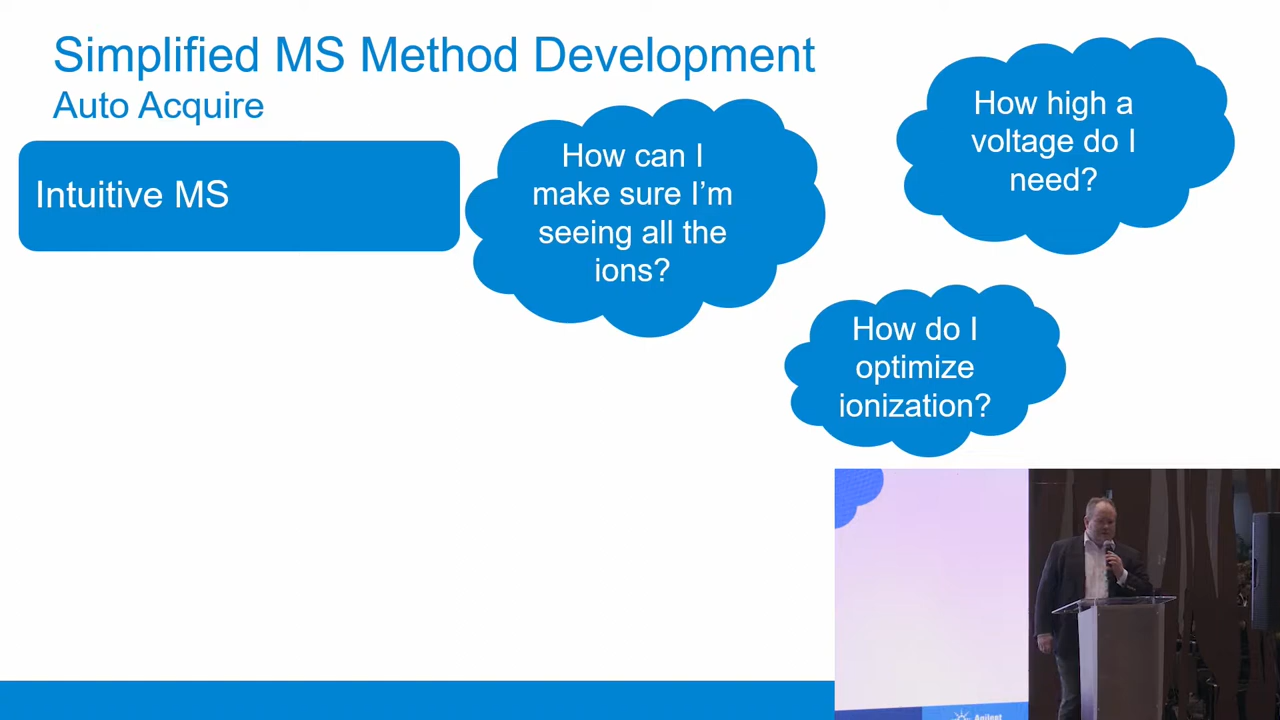 Simplified MS Method Development
Auto Acquire
Intuitive MS
How can I
make sure I’m
seeing all the
ions?
How high a
voltage do I
need?
How do I
optimize
ionization?
Agilent